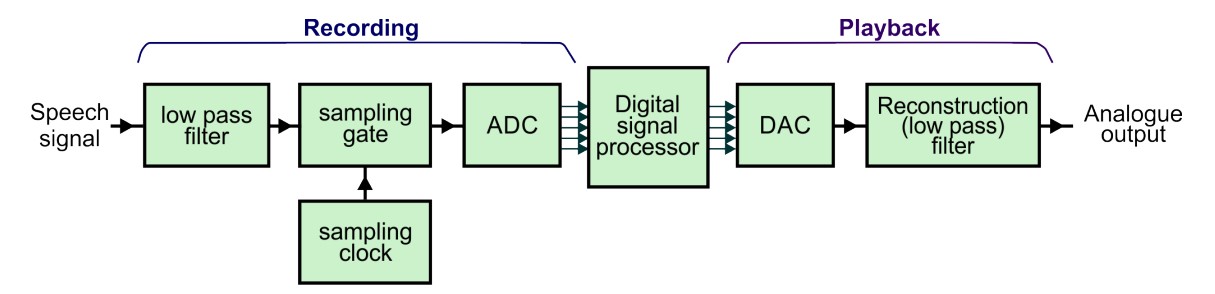 Recording
Playback
Speech
signal
low pass
filter
sampling
gate
ADC
Digital
signal
processor
DAC
Reconstruction
(low pass)
filter
Analogue
output
sampling
clock